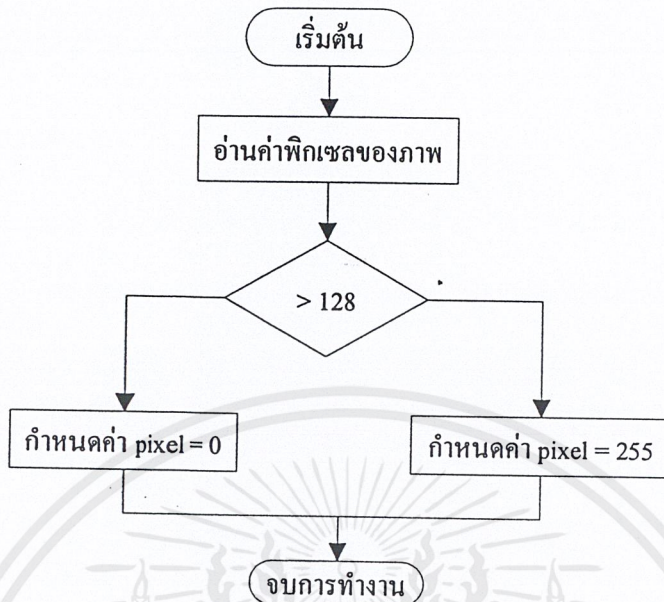 เริ่มต้น
อ่านค่าพิกเซลของภาพ
> 128
กำหนดค่า pixel = 0
กำหนดค่า pixel = 255
จบการทำงาน